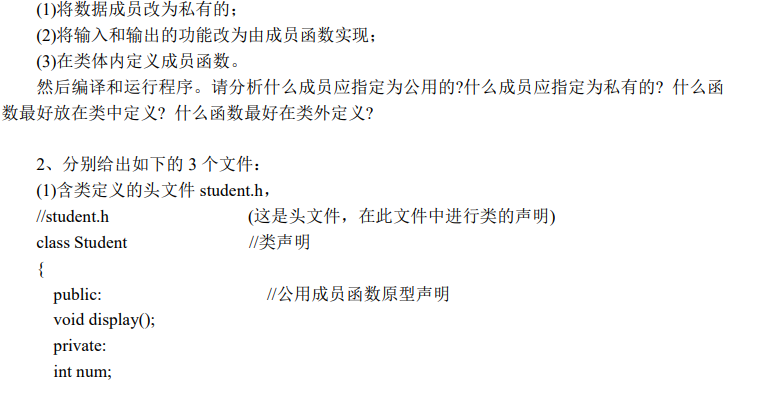 (1)将数据成员改为私有的；
(2)将输入和输出的功能改为由成员函数实现；
(3)在类体内定义成员函数。
然后编译和运行程序。请分析什么成员应指定为公用的?什么成员应指定为私有的? 什么函
数最好放在类中定义? 什么函数最好在类外定义?
2、分别给出如下的 3 个文件：
(1)含类定义的头文件 student.h，
//student.h (这是头文件，在此文件中进行类的声明)
class Student //类声明
{
public: //公用成员函数原型声明
void display();
private:
int num;